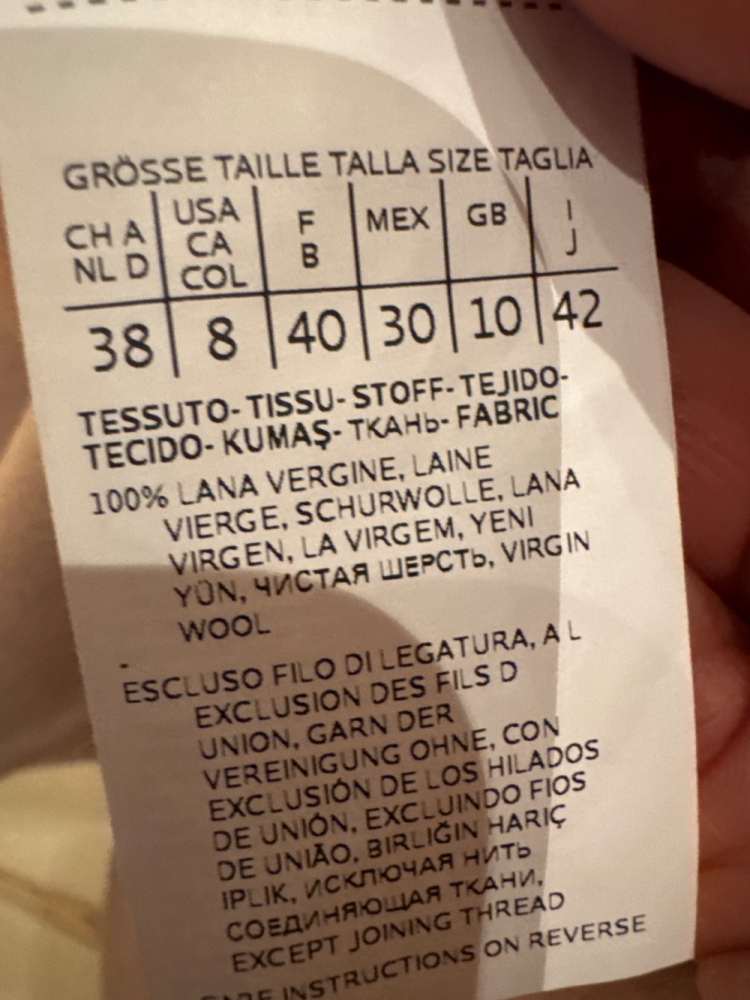 GRÖSSE TAILLE TALLA SIZE TAGLIA
CH A NL D USA CA COL F B MEX GB I J
38 8 40 30 10 42
TESSUTO- TISSU- STOFF- TEJIDO-
TECIDO- KUMAŞ- ТКАНЬ- FABRIC
100% LANA VERGINE, LAINE
VIERGE, SCHURWOLLE, LANA
VIRGEN, LA VIRGEM, YENI
YÜN, ЧИСТАЯ ШЕРСТЬ, VIRGIN
WOOL
.
ESCLUSO FILO DI LEGATURA, A L
EXCLUSION DES FILS D
UNION, GARN DER
VEREINIGUNG OHNE, CON
EXCLUSIÓN DE LOS HILADOS
DE UNIÓN, EXCLUINDO FIOS
DE UNIÃO, BIRLIĞIN HARIÇ
IPLIK, ИСКЛЮЧАЯ НИТЬ
СОЕДИНЯЮЩАЯ ТКАНИ,
EXCEPT JOINING THREAD
CARE INSTRUCTIONS ON REVERSE